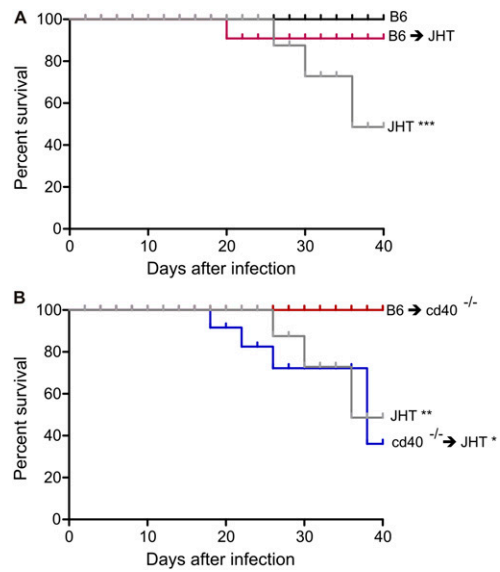 A
100
B6
B6 ➔ JHT
80
60
JHT ***
40
20
0
0 10 20 30 40
Percent survival
Days after infection
B
100
B6 ➔ cd40 -/-
80
60
JHT **
40
cd40 -/- ➔ JHT *
20
0
0 10 20 30 40
Percent survival
Days after infection